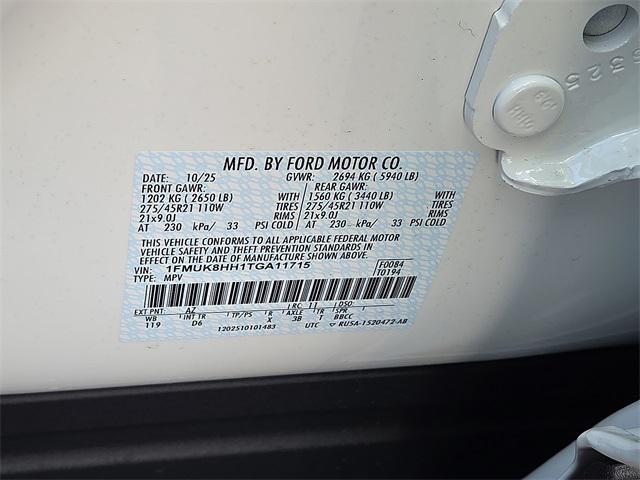 MFD. BY FORD MOTOR CO.
DATE: 10/25 GVWR: 2694 KG ( 5940 LB)
FRONT GAWR: REAR GAWR:
1202 KG ( 2650 LB) WITH 1560 KG ( 3440 LB) WITH
275/45R21 110W TIRES 275/45R21 110W TIRES
21x9.0J RIMS 21x9.0J RIMS
AT 230 kPa/ 33 PSI COLD AT 230 kPa/ 33 PSI COLD
THIS VEHICLE CONFORMS TO ALL APPLICABLE FEDERAL MOTOR
VEHICLE SAFETY AND THEFT PREVENTION STANDARDS IN
EFFECT ON THE DATE OF MANUFACTURE SHOWN ABOVE.
VIN: 1FMUK8HH1TGA11715 F0084
TYPE: MPV T0194
EXT PNT: AZ RC: 11 DSO:
WB INT TR TP/PS R AXLE TR SPR
119 D6 X 3B 1 BBCC
1202510101483 UTC RU5A-1520472-AB
5325